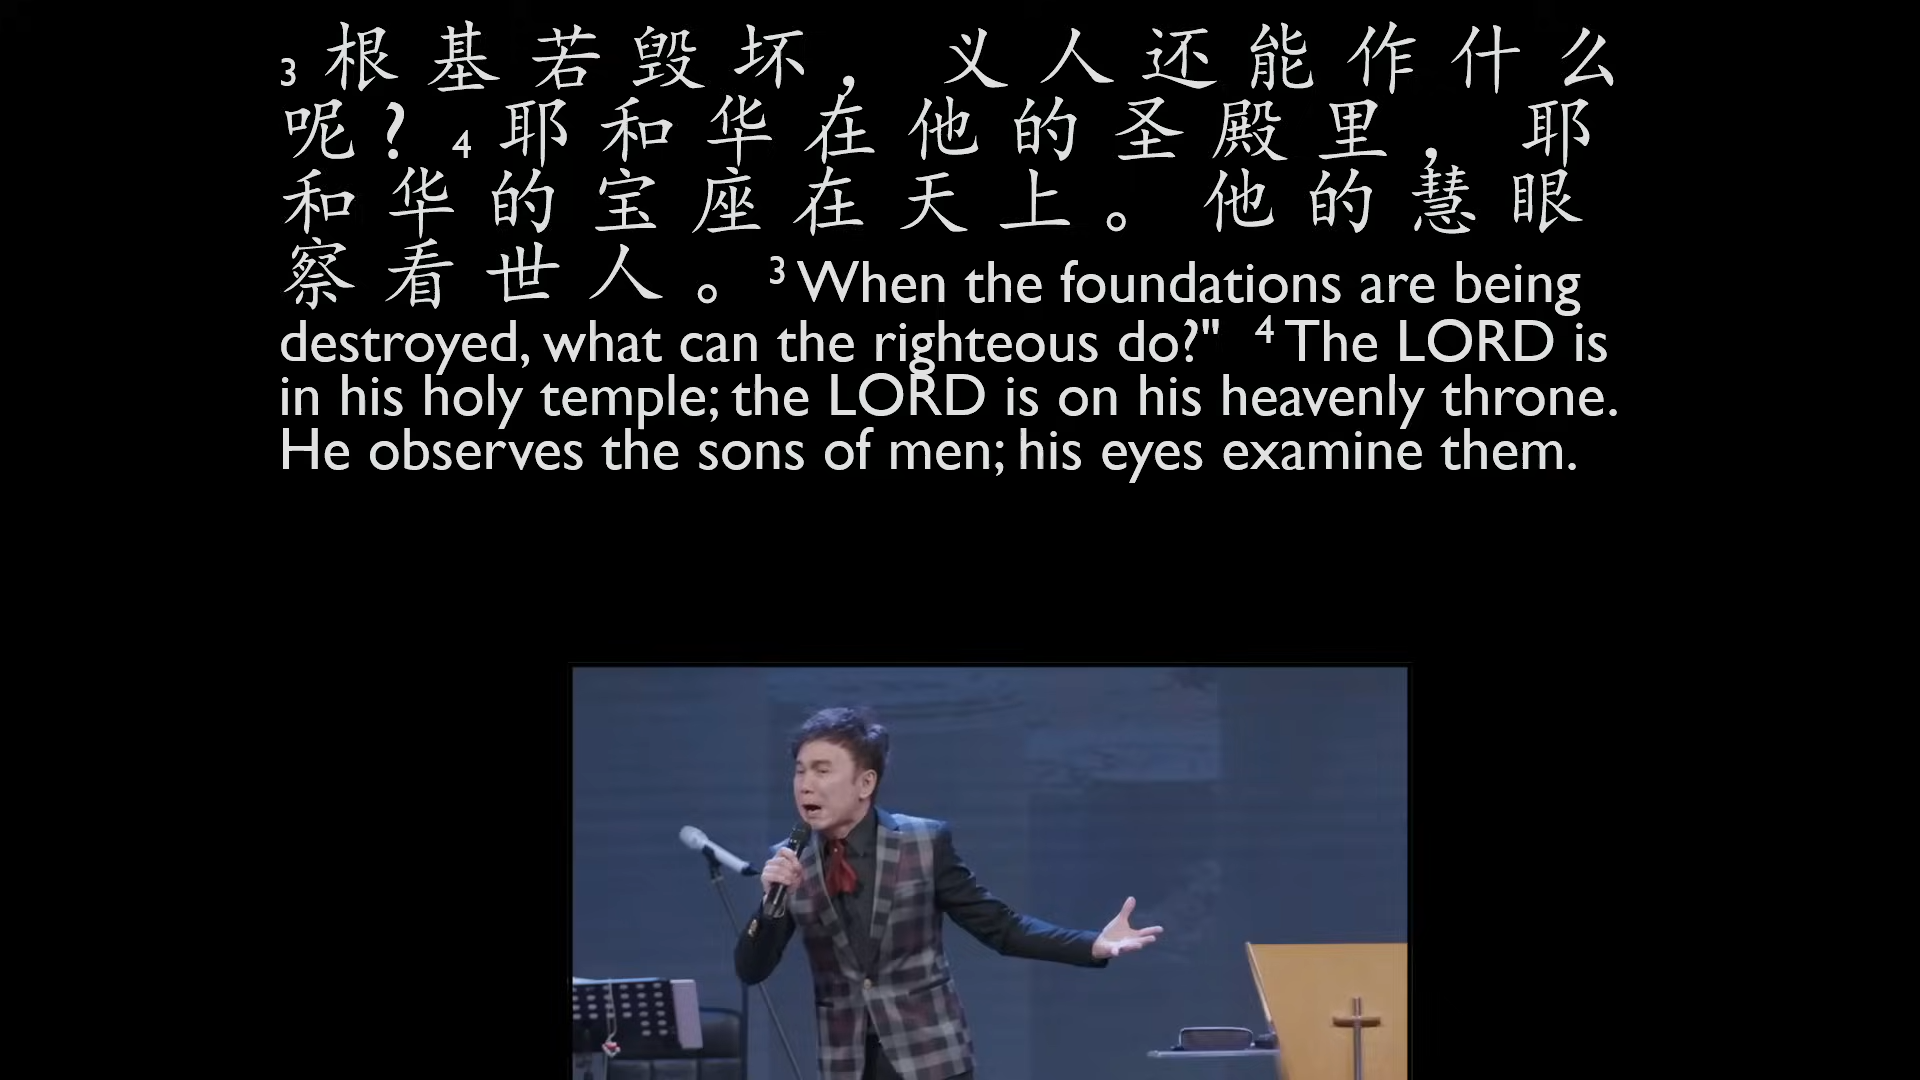 3 根基若毁坏， 义人还能作什么
呢？ 4 耶和华在他的圣殿里， 耶
和华的宝座在天上。他的慧眼
察看世人。 3 When the foundations are being
destroyed, what can the righteous do?" 4 The LORD is
in his holy temple; the LORD is on his heavenly throne.
He observes the sons of men; his eyes examine them.